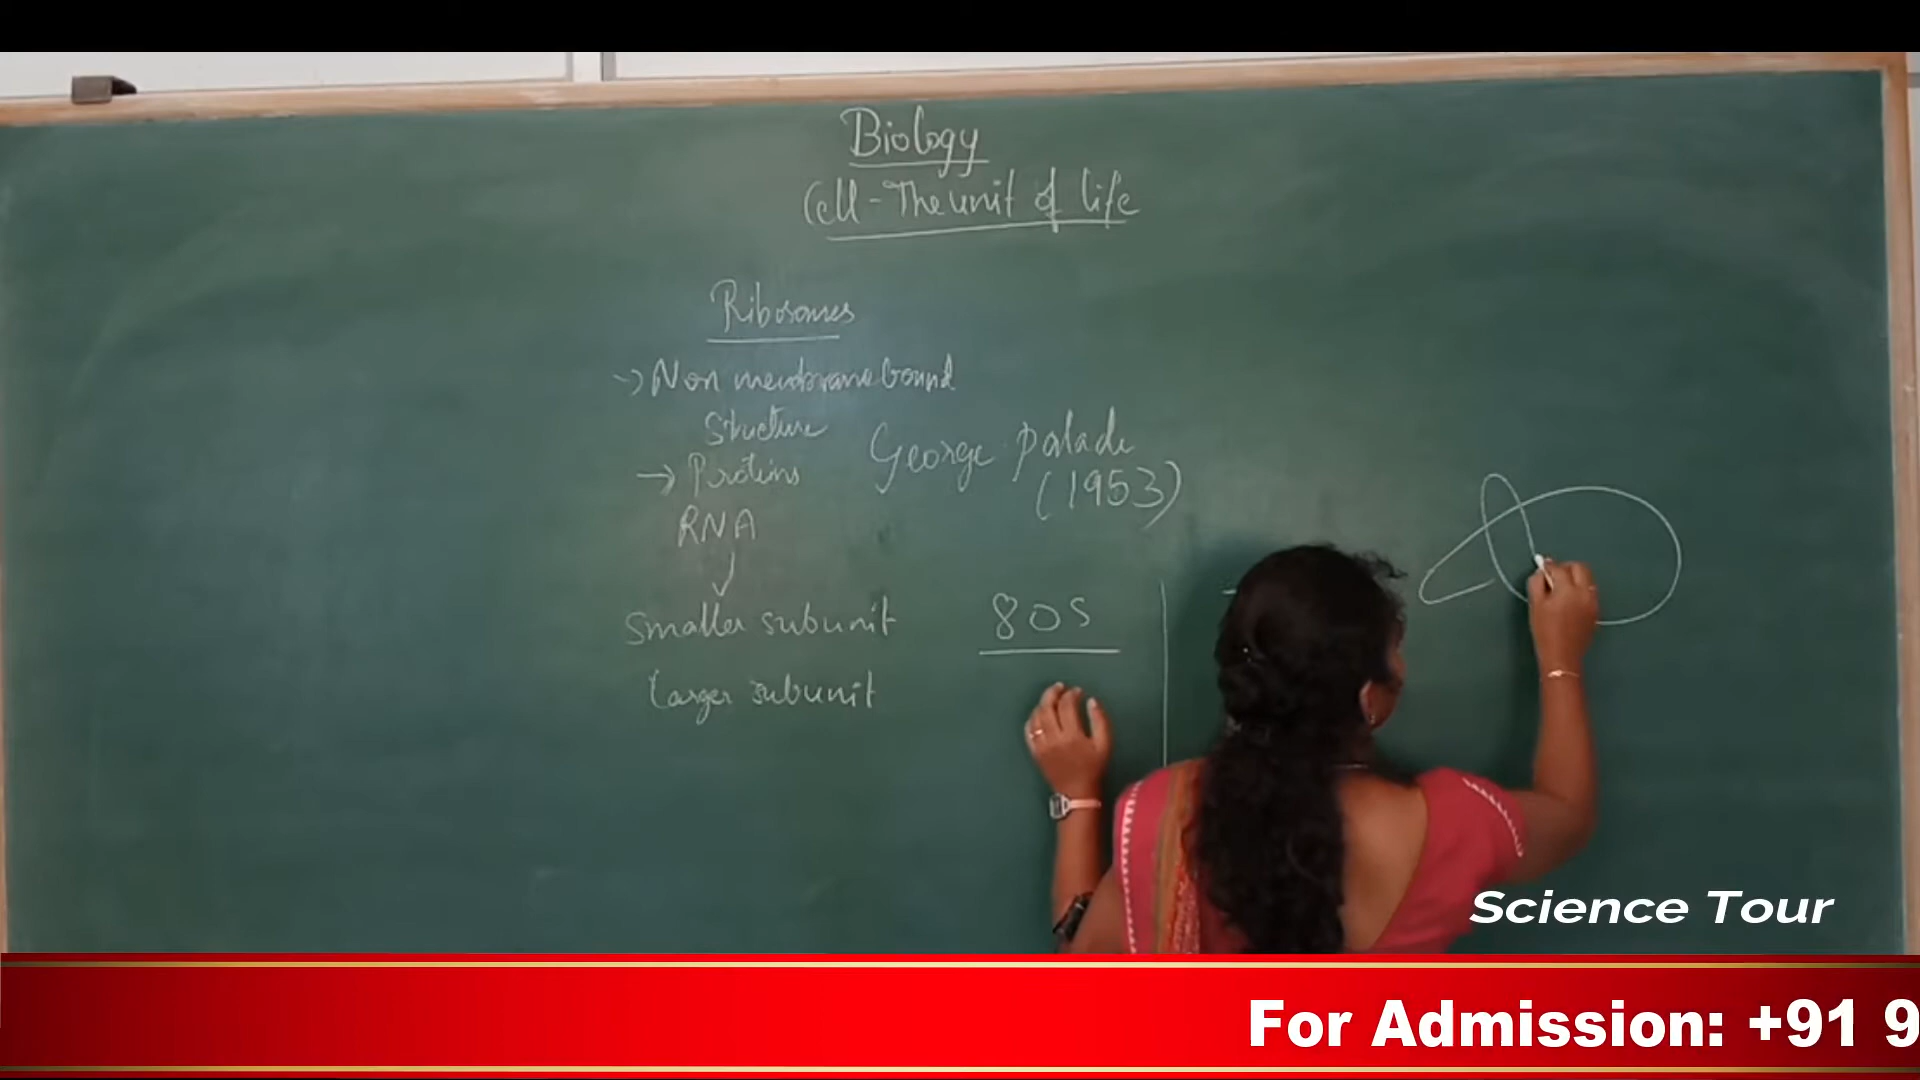 Biology
Cell - The unit of life
Ribosomes
-> Non membrane bound
Structure
-> Proteins
George Palade
(1953)
RNA
Smaller subunit
80S
Larger subunit
Science Tour
For Admission: +91 9